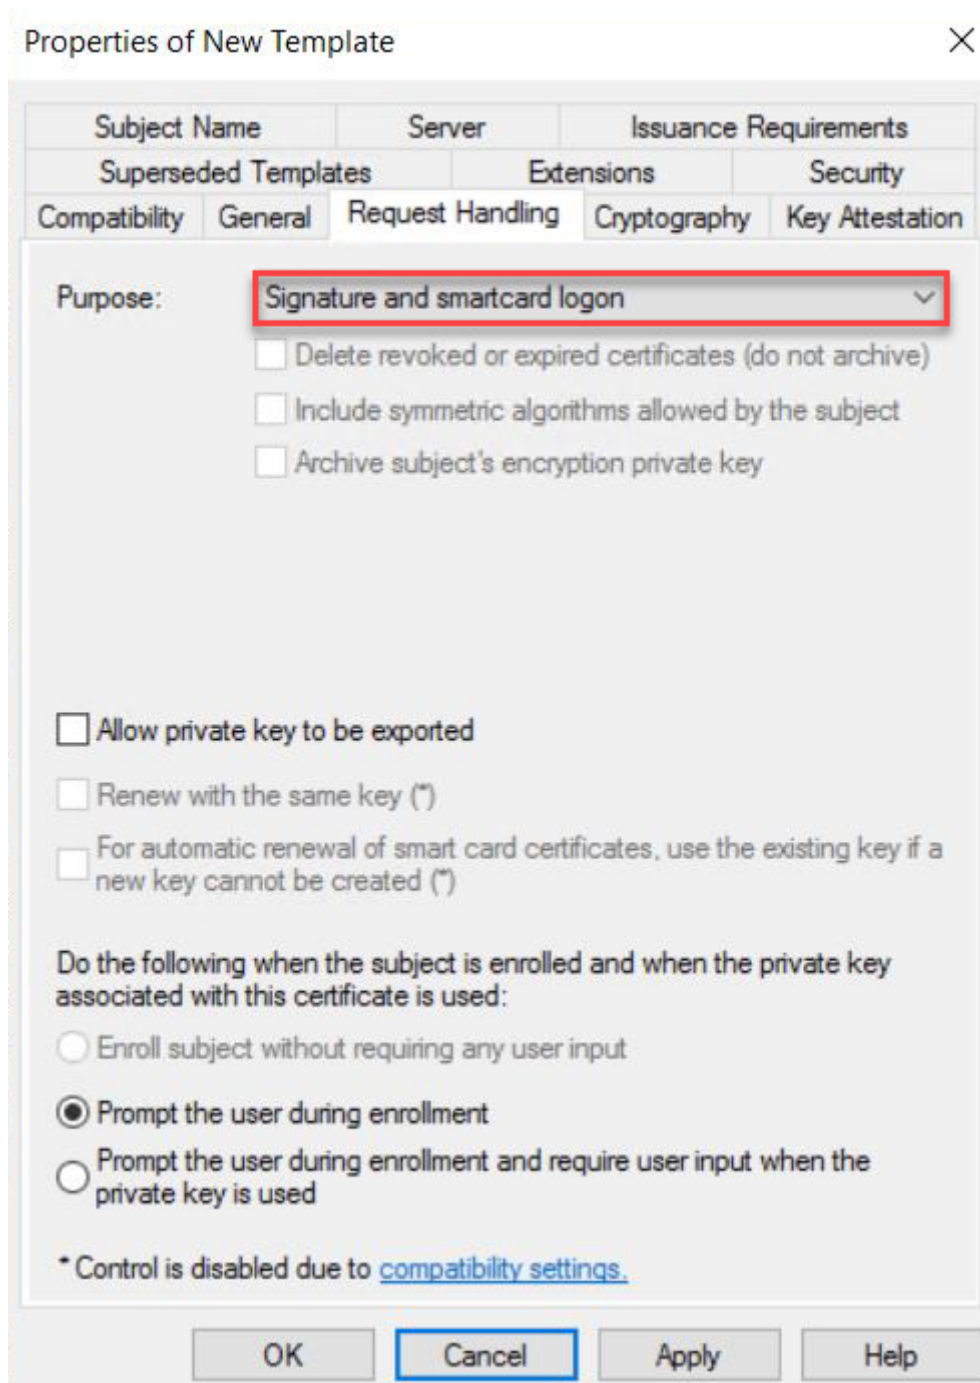 Properties of New Template
Subject Name Server Issuance Requirements
Superseded Templates Extensions Security
Compatibility General Request Handling Cryptography Key Attestation
Purpose: Signature and smartcard logon
Delete revoked or expired certificates (do not archive)
Include symmetric algorithms allowed by the subject
Archive subject's encryption private key
Allow private key to be exported
Renew with the same key (*)
For automatic renewal of smart card certificates, use the existing key if a
new key cannot be created (*)
Do the following when the subject is enrolled and when the private key
associated with this certificate is used:
Enroll subject without requiring any user input
Prompt the user during enrollment
Prompt the user during enrollment and require user input when the
private key is used
* Control is disabled due to compatibility settings.
OK Cancel Apply Help